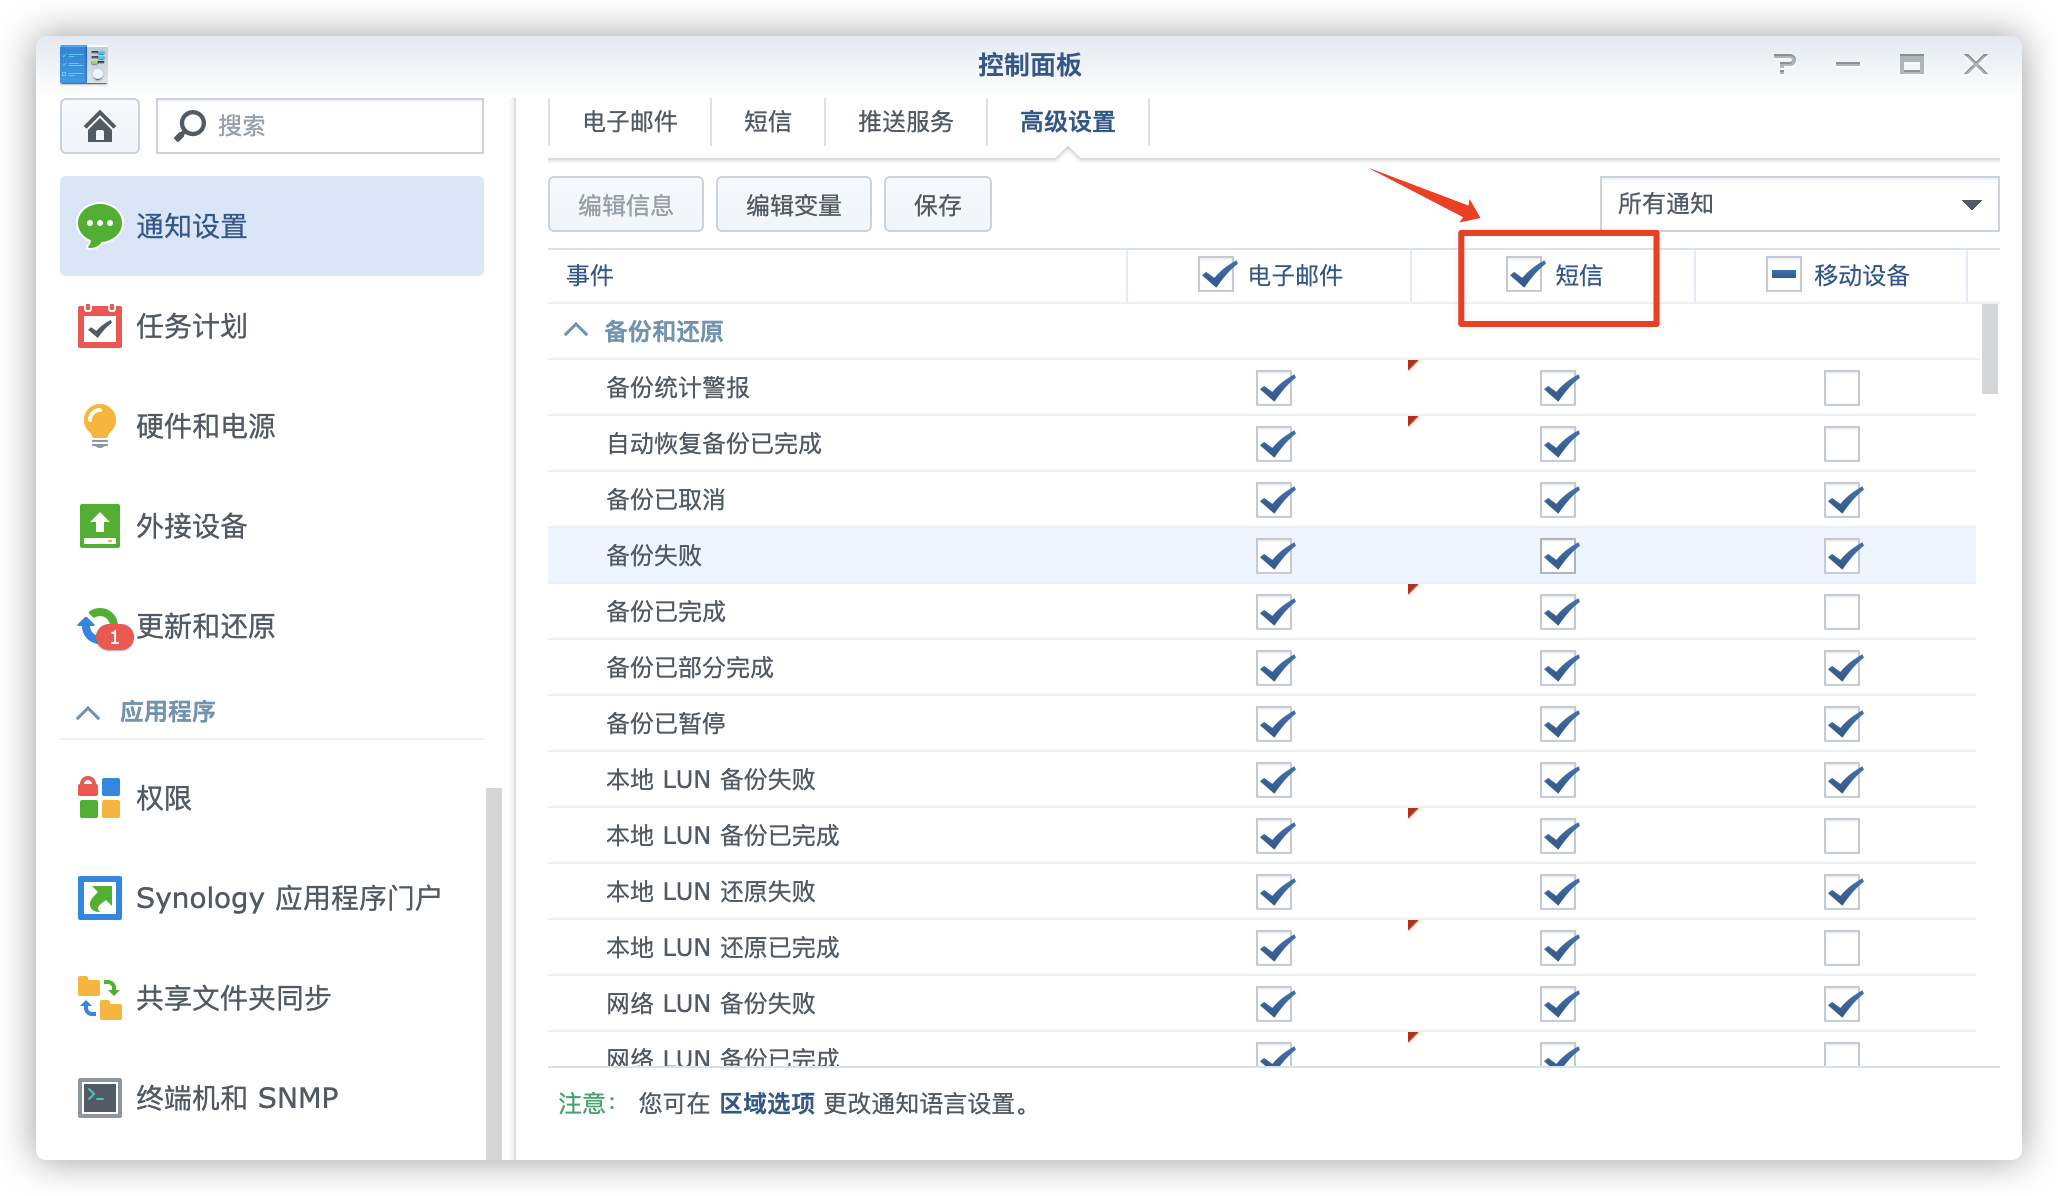 控制面板
搜索
通知设置
任务计划
硬件和电源
外接设备
更新和还原
1
应用程序
权限
Synology 应用程序门户
共享文件夹同步
终端机和 SNMP
电子邮件 短信 推送服务 高级设置
编辑信息 编辑变量 保存 所有通知
事件 电子邮件 短信 移动设备
备份和还原
备份统计警报
自动恢复备份已完成
备份已取消
备份失败
备份已完成
备份已部分完成
备份已暂停
本地 LUN 备份失败
本地 LUN 备份已完成
本地 LUN 还原失败
本地 LUN 还原已完成
网络 LUN 备份失败
网络 LUN 备份已完成
注意： 您可在 区域选项 更改通知语言设置。